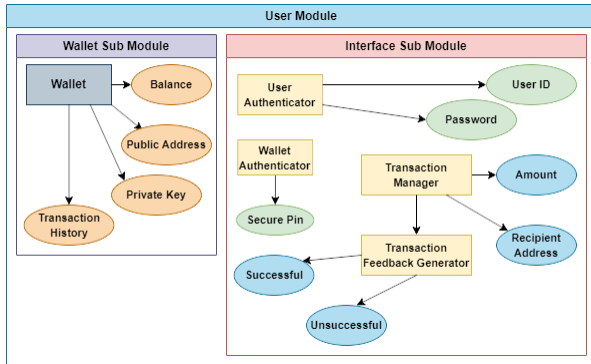 User Module
Wallet Sub Module
Wallet
Balance
Public Address
Private Key
Transaction
History
Interface Sub Module
User
Authenticator
User ID
Password
Wallet
Authenticator
Secure Pin
Transaction
Manager
Amount
Recipient
Address
Transaction
Feedback Generator
Successful
Unsuccessful